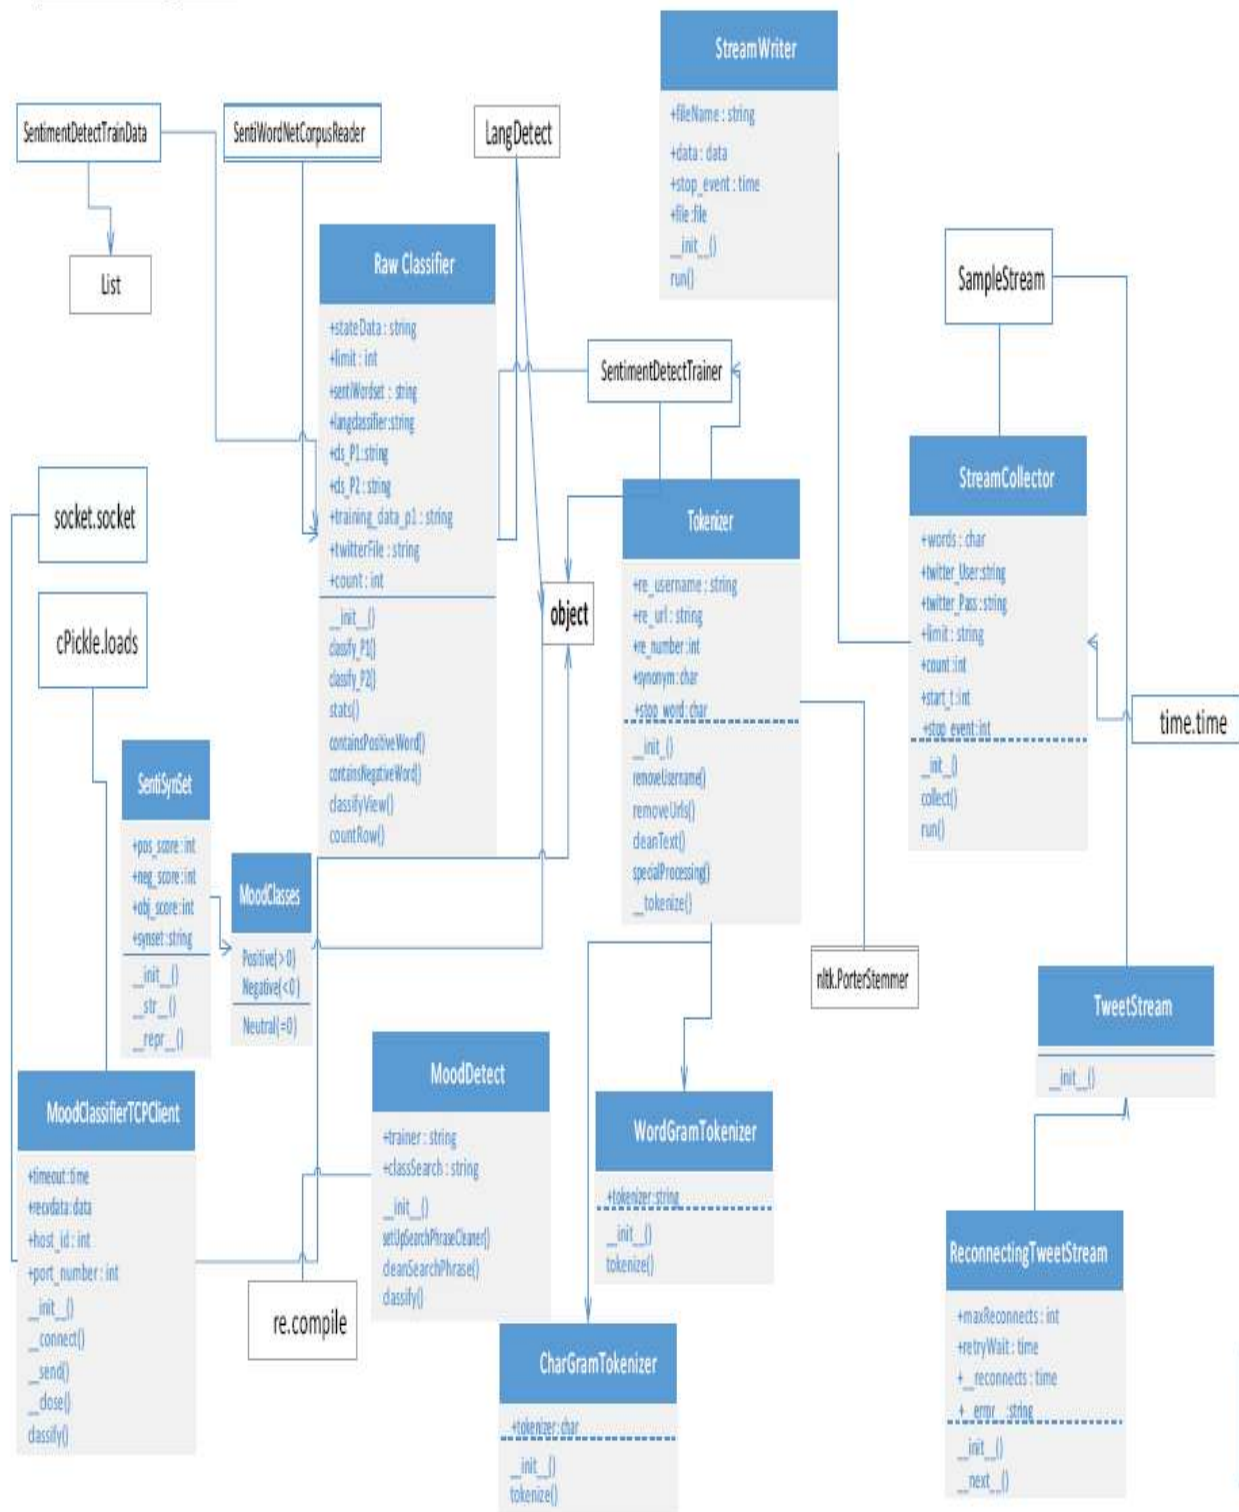 StreamWriter
+fileName : string
+data : data
+stop_event : time
+file :file
__init__()
run()
SentimentDetectTrainData
SentiWordNetCorpusReader
LangDetect
List
Raw Classifier
+stateData : string
+limit : int
+sentiWordset : string
+langclassifier:string
+ds_P1:string
+ds_P2 : string
+training_data_p1 : string
+twitterFile : string
+count : int
__init__()
classify_P1()
classify_P2()
stats()
containsPositiveWord()
containsNegativeWord()
classifyView()
countRow()
SentimentDetectTrainer
SampleStream
StreamCollector
+words : char
+twitter_User:string
+twitter_Pass:string
+limit : string
+count:int
+start_t:int
+stop_event:int
__init__()
collect()
run()
time.time
socket.socket
cPickle.loads
object
Tokenizer
+re_username : string
+re_url : string
+re_number:int
+synonym:char
+stop_word:char
__init_()
removeUsername()
removeUrls()
cleanText()
specialProcessing()
__tokenize()
SentiSynSet
+pos_score:int
+neg_score:int
+obj_score:int
+synset:string
__init__()
__str__()
__repr__()
MoodClasses
Positive(>0)
Negative(<0)
Neutral(=0)
nltk.PorterStemmer
TweetStream
__init__()
MoodClassifierTCPClient
+timeout:time
+recvdata:data
+host_id : int
+port_number : int
__init__()
__connect()
__send()
__close()
classify()
MoodDetect
+trainer : string
+classSearch : string
__init__()
setUpSearchPhraseCleaner()
cleanSearchPhrase()
classify()
re.compile
WordGramTokenizer
+tokenizer:string
__init__()
tokenize()
CharGramTokenizer
+tokenizer:char
__init__()
tokenize()
ReconnectingTweetStream
+maxReconnects : int
+retryWait : time
+__reconnects : time
+_error_:string
__init__()
__next__()